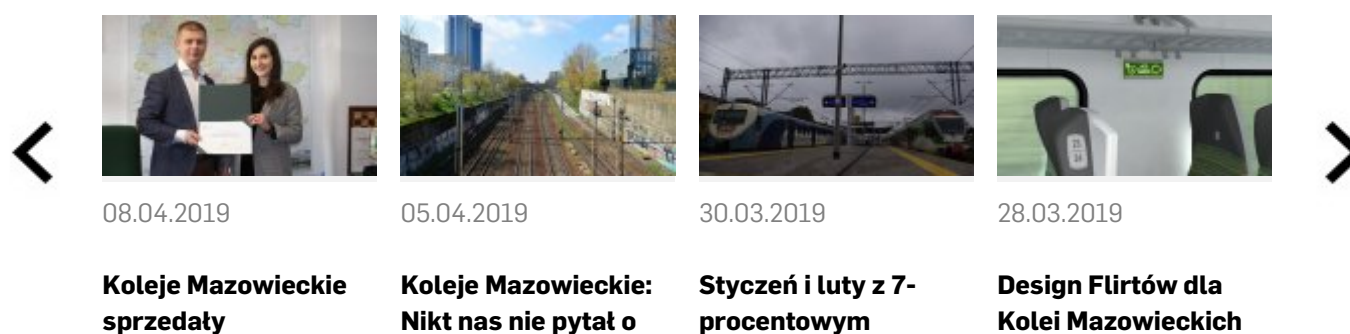 08.04.2019
05.04.2019
30.03.2019
28.03.2019
Koleje Mazowieckie
sprzedały
Koleje Mazowieckie:
Nikt nas nie pytał o
Styczeń i luty z 7-
procentowym
Design Flirtów dla
Kolei Mazowieckich